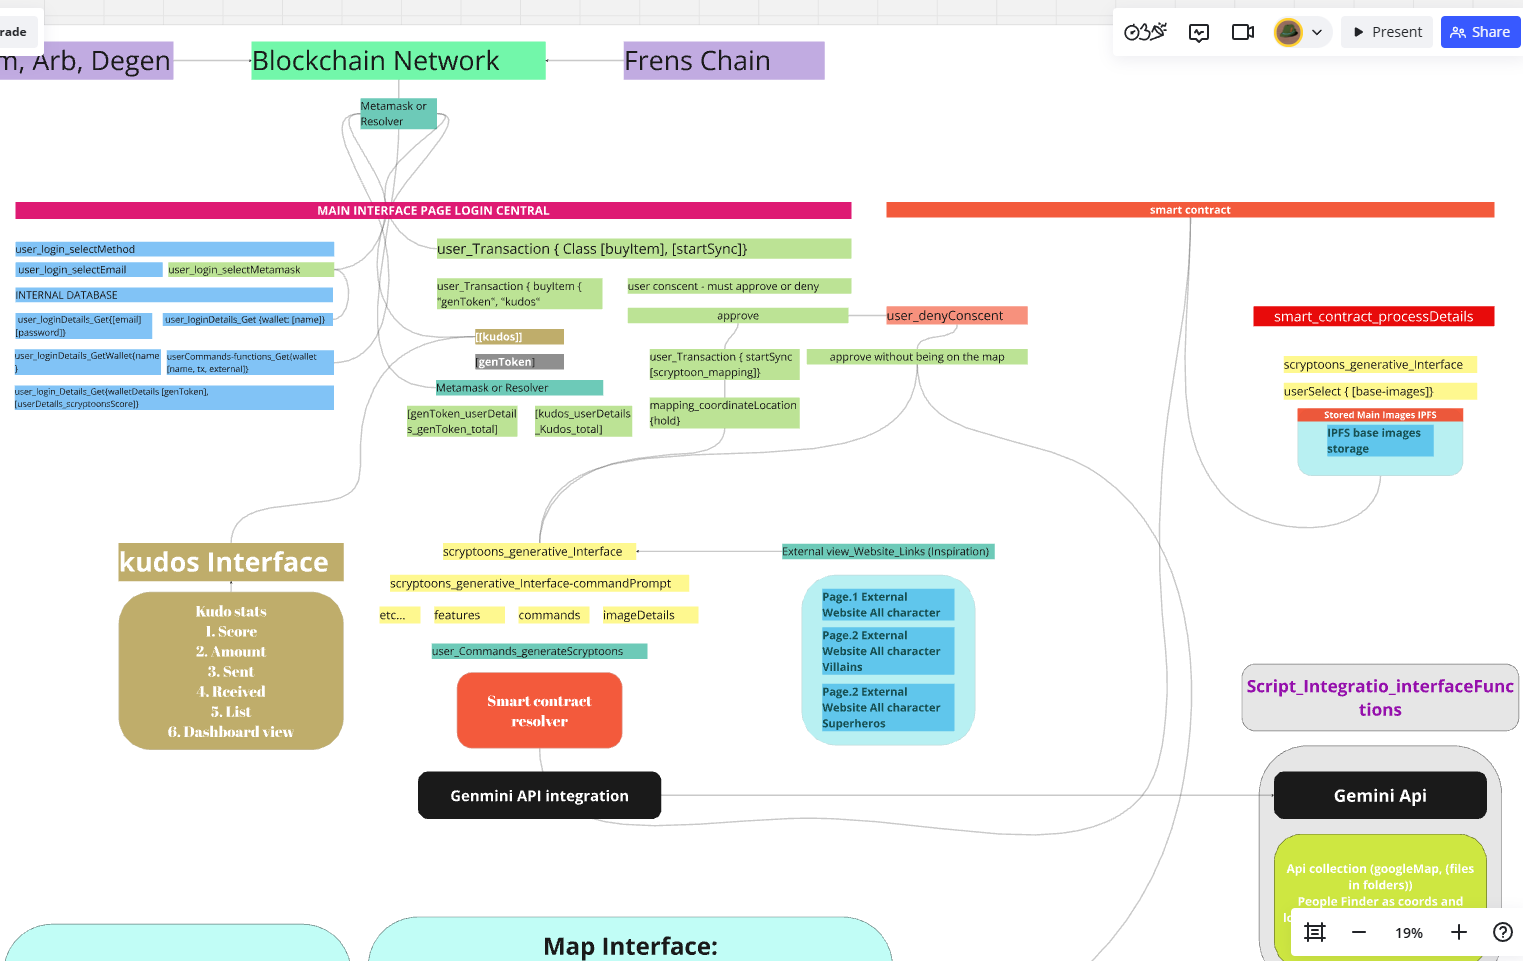 rade
Present
Share
m, Arb, Degen
Blockchain Network
Frens Chain
Metamask or
Resolver
MAIN INTERFACE PAGE LOGIN CENTRAL
smart contract
user_login_selectMethod
user_login_selectEmail
user_login_selectMetamask
INTERNAL DATABASE
user_loginDetails_Get{[email]
[password]}
user_loginDetails_Get {wallet: [name]}
user_loginDetails_GetWallet{name
}
userCommands-functions_Get{wallet
[name, tx, external]}
user_login_Details_Get{walletDetails [genToken],
[userDetails_scryptoonsScore]}
user_Transaction { Class [buyItem], [startSync]}
user_Transaction { buyItem {
"genToken", "kudos"
user conscent - must approve or deny
approve
user_denyConscent
[[kudos]]
[genToken]
Metamask or Resolver
[genToken_userDetail
s_genToken_total]
[kudos_userDetails
_Kudos_total]
user_Transaction { startSync
[scryptoon_mapping]}
approve without being on the map
mapping_coordinateLocation
{hold}
smart_contract_processDetails
scryptoons_generative_Interface
userSelect { [base-images]}
Stored Main Images IPFS
IPFS base images
storage
kudos Interface
Kudo stats
1. Score
2. Amount
3. Sent
4. Rceived
5. List
6. Dashboard view
scryptoons_generative_Interface
scryptoons_generative_Interface-commandPrompt
etc...
features
commands
imageDetails
user_Commands_generateScryptoons
Smart contract
resolver
Genmini API integration
External view_Website_Links (Inspiration)
Page.1 External
Website All character
Page.2 External
Website All character
Villains
Page.2 External
Website All character
Superheros
Script_Integratio_interfaceFunc
tions
Gemini Api
Api collection (googleMap, (files
in folders))
People Finder as coords and
Map Interface:
19%